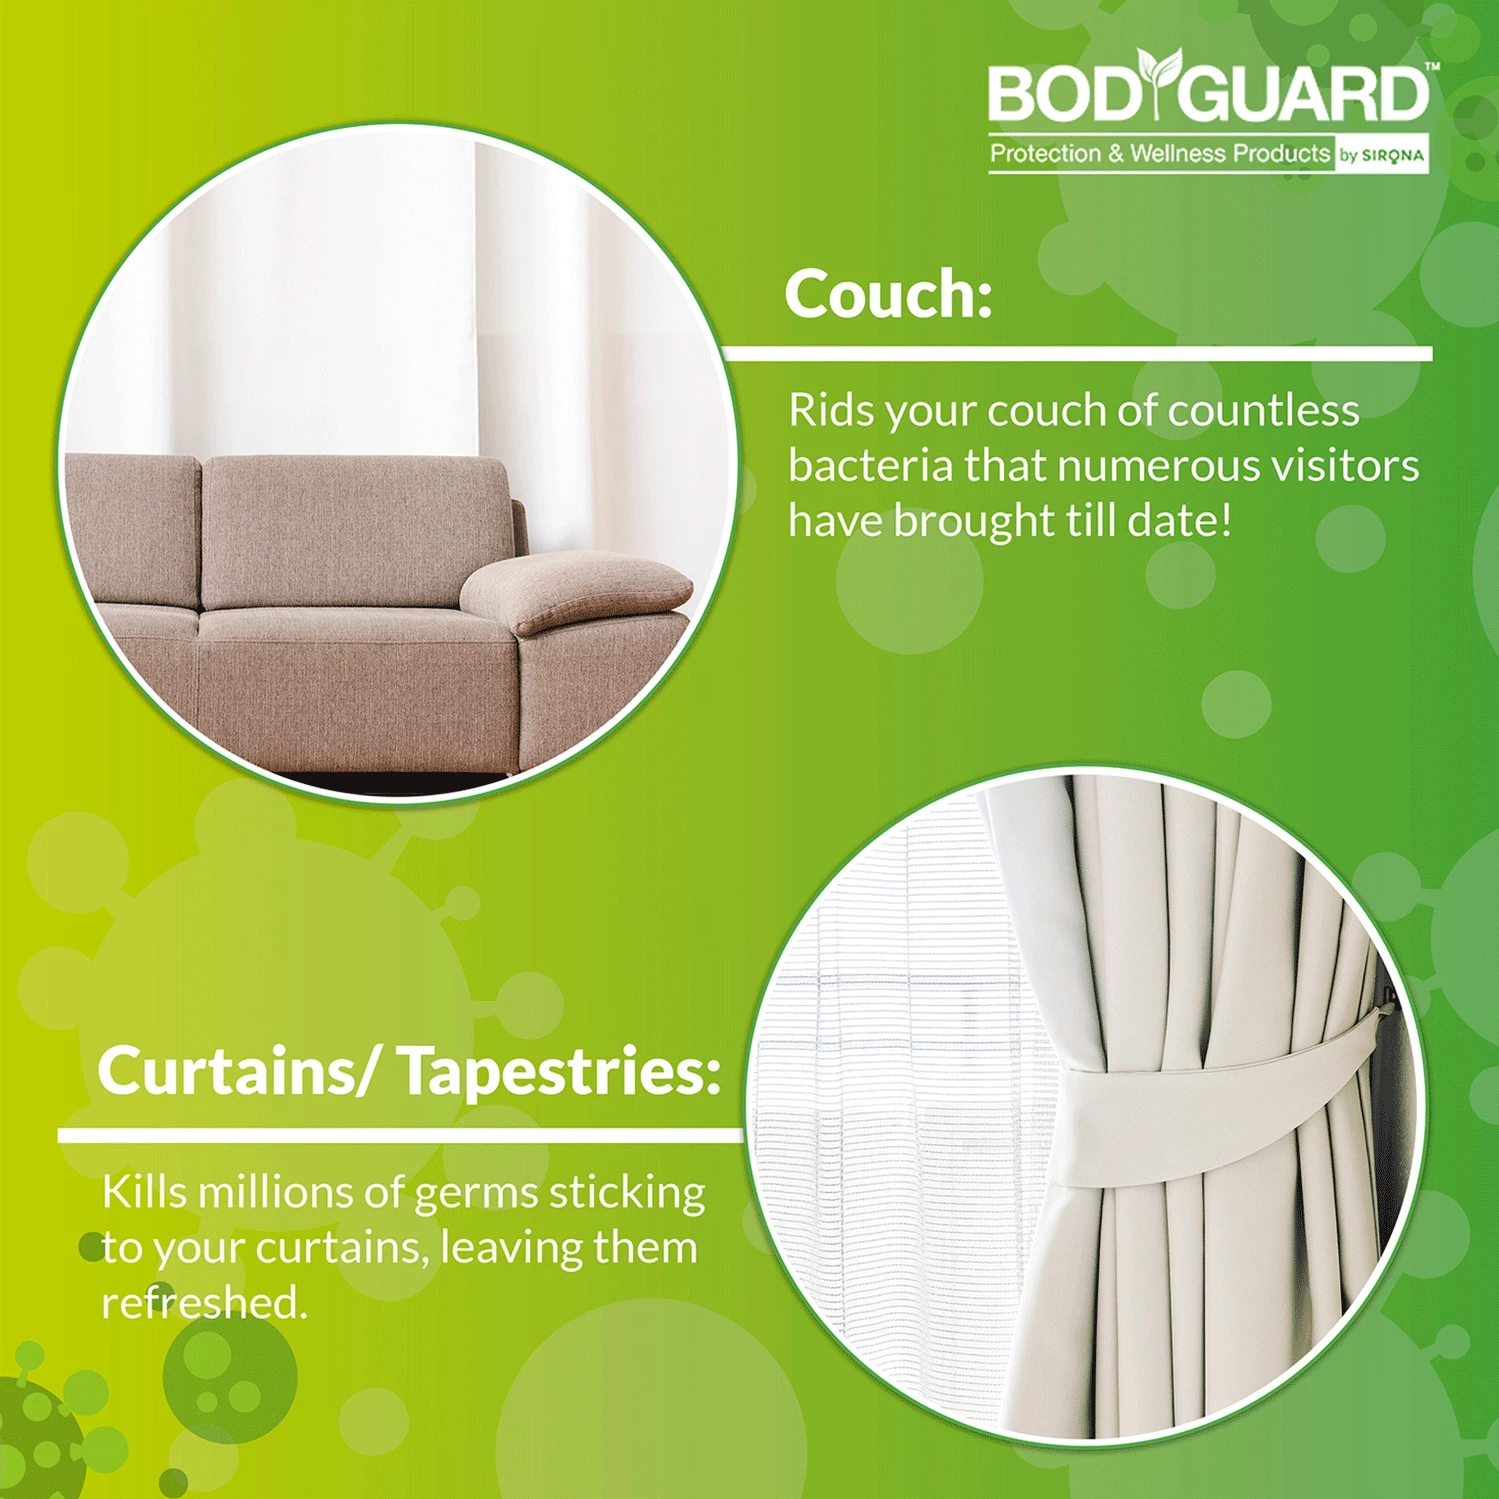 BODYGUARD™
Protection & Wellness Products by SIRONA
Couch:
Rids your couch of countless
bacteria that numerous visitors
have brought till date!
Curtains/ Tapestries:
Kills millions of germs sticking
to your curtains, leaving them
refreshed.